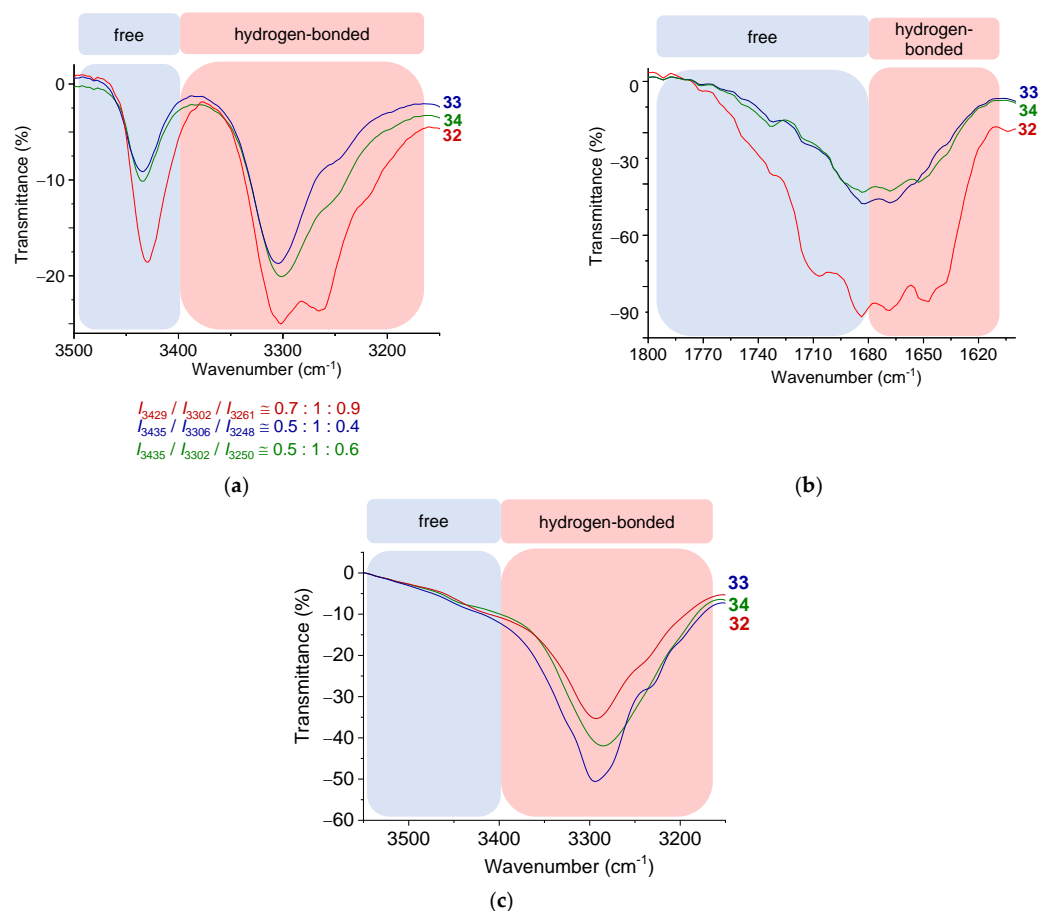 free hydrogen-bonded
0
−10
−20
Transmittance (%)
3500 3400 3300 3200
Wavenumber (cm⁻¹)
33
34
32
I₃₄₂₉ / I₃₃₀₂ / I₃₂₆₁ ≅ 0.7 : 1 : 0.9
I₃₄₃₅ / I₃₃₀₆ / I₃₂₄₈ ≅ 0.5 : 1 : 0.4
I₃₄₃₅ / I₃₃₀₂ / I₃₂₅₀ ≅ 0.5 : 1 : 0.6
(a)
free
hydrogen-
bonded
0
−30
−60
−90
Transmittance (%)
1800 1770 1740 1710 1680 1650 1620
Wavenumber (cm⁻¹)
33
34
32
(b)
free hydrogen-bonded
0
−10
−20
−30
−40
−50
−60
Transmittance (%)
3500 3400 3300 3200
Wavenumber (cm⁻¹)
33
34
32
(c)